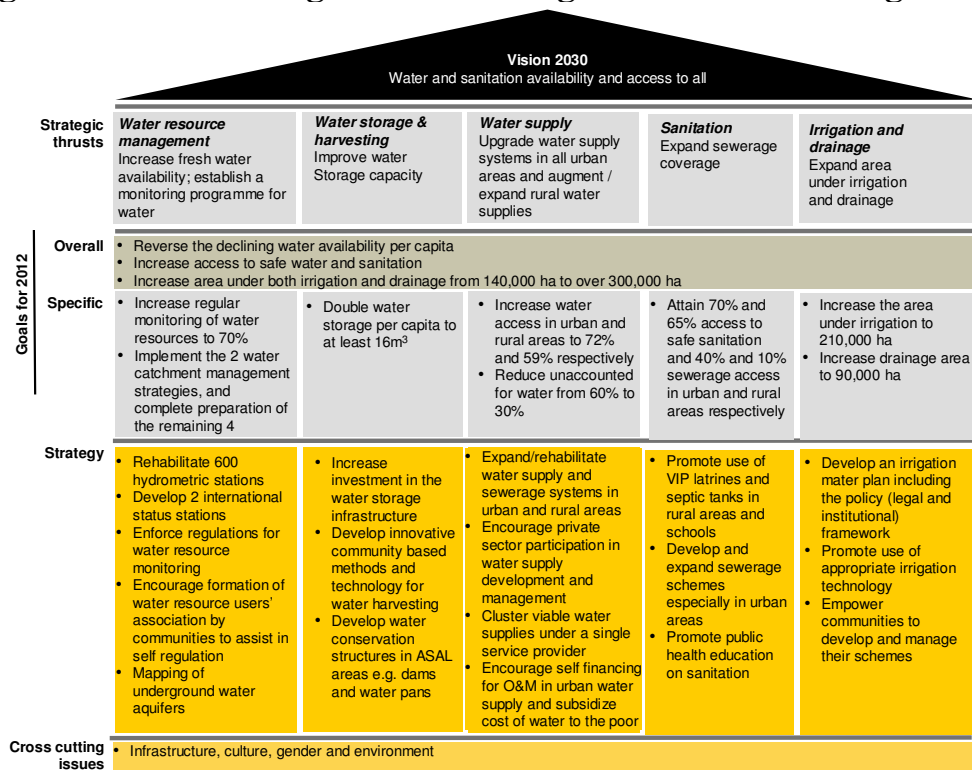 Vision 2030
Water and sanitation availability and access to all
Strategic
thrusts
Water resource
management
Increase fresh water
availability; establish a
monitoring programme for
water
Water storage &
harvesting
Improve water
Storage capacity
Water supply
Upgrade water supply
systems in all urban
areas and augment /
expand rural water
supplies
Sanitation
Expand sewerage
coverage
Irrigation and
drainage
Expand area
under irrigation
and drainage
Goals for 2012
Overall
• Reverse the declining water availability per capita
• Increase access to safe water and sanitation
• Increase area under both irrigation and drainage from 140,000 ha to over 300,000 ha
Specific
• Increase regular
monitoring of water
resources to 70%
• Implement the 2 water
catchment management
strategies, and
complete preparation of
the remaining 4
• Double water
storage per capita to
at least 16m³
• Increase water
access in urban and
rural areas to 72%
and 59% respectively
• Reduce unaccounted
for water from 60% to
30%
• Attain 70% and
65% access to
safe sanitation
and 40% and 10%
sewerage access
in urban and rural
areas respectively
• Increase the area
under irrigation to
210,000 ha
• Increase drainage area
to 90,000 ha
Strategy
• Rehabilitate 600
hydrometric stations
• Develop 2 international
status stations
• Enforce regulations for
water resource
monitoring
• Encourage formation of
water resource users'
association by
communities to assist in
self regulation
• Mapping of
underground water
aquifers
• Increase
investment in the
water storage
infrastructure
• Develop innovative
community based
methods and
technology for
water harvesting
• Develop water
conservation
structures in ASAL
areas e.g. dams
and water pans
• Expand/rehabilitate
water supply and
sewerage systems in
urban and rural areas
• Encourage private
sector participation in
water supply
development and
management
• Cluster viable water
supplies under a single
service provider
• Encourage self financing
for O&M in urban water
supply and subsidize
cost of water to the poor
• Promote use of
VIP latrines and
septic tanks in
rural areas and
schools
• Develop and
expand sewerage
schemes
especially in urban
areas
• Promote public
health education
on sanitation
• Develop an irrigation
mater plan including
the policy (legal and
institutional)
framework
• Promote use of
appropriate irrigation
technology
• Empower
communities to
develop and manage
their schemes
Cross cutting
issues
• Infrastructure, culture, gender and environment